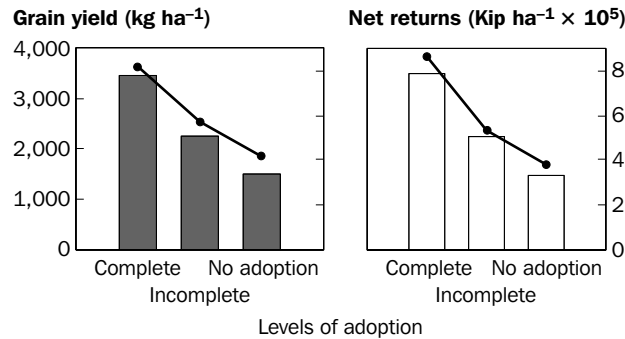 Grain yield (kg ha⁻¹)
Net returns (Kip ha⁻¹ × 10⁵)
4,000
3,000
2,000
1,000
0
8
6
4
2
0
Complete No adoption
Incomplete
Complete No adoption
Incomplete
Levels of adoption